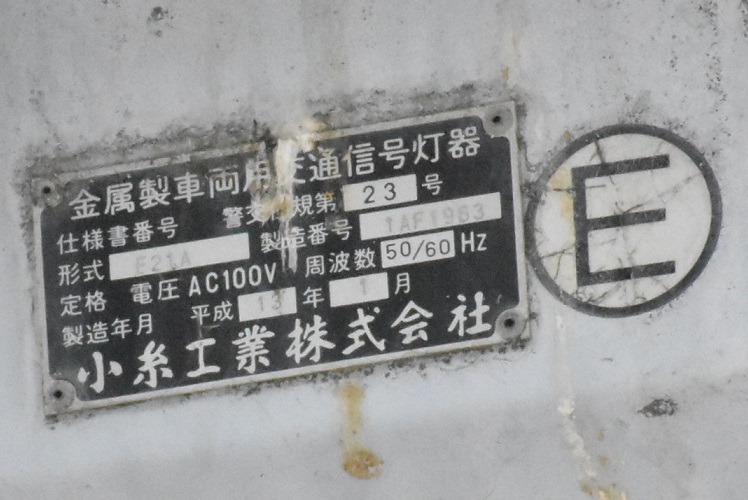 金属製車両用交通信号灯器
仕様書番号 警交 規第 23 号
形式 E21A 製造番号 1AF1963
定格 電圧 AC100V 周波数 50/60 Hz
製造年月 平成 13 年 1 月
小糸工業株式会社
E